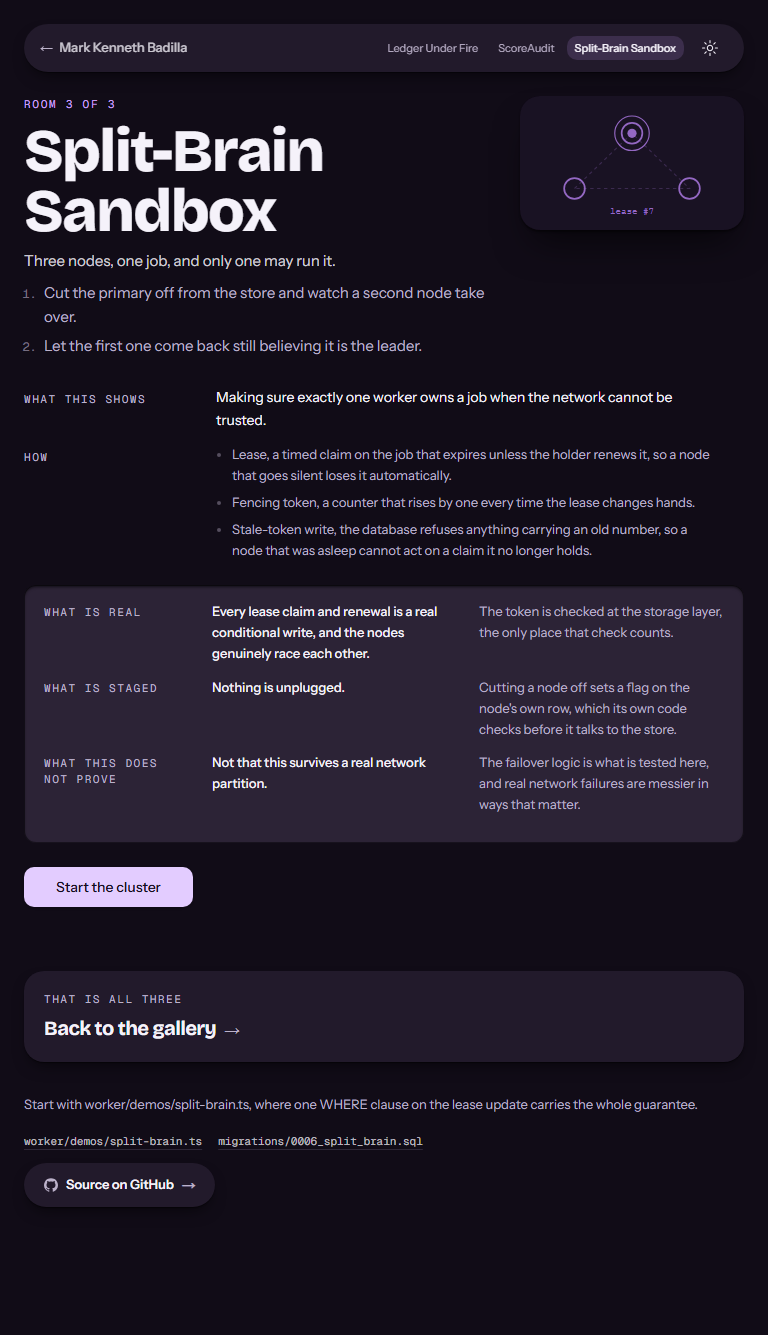 ← Mark Kenneth Badilla
Ledger Under Fire
ScoreAudit
Split-Brain Sandbox
ROOM 3 OF 3
Split-Brain
Sandbox
lease #7
Three nodes, one job, and only one may run it.
1. Cut the primary off from the store and watch a second node take
over.
2. Let the first one come back still believing it is the leader.
WHAT THIS SHOWS
Making sure exactly one worker owns a job when the network cannot be
trusted.
HOW
• Lease, a timed claim on the job that expires unless the holder renews it, so a node
that goes silent loses it automatically.
• Fencing token, a counter that rises by one every time the lease changes hands.
• Stale-token write, the database refuses anything carrying an old number, so a
node that was asleep cannot act on a claim it no longer holds.
WHAT IS REAL
Every lease claim and renewal is a real
conditional write, and the nodes
genuinely race each other.
The token is checked at the storage layer,
the only place that check counts.
WHAT IS STAGED
Nothing is unplugged.
Cutting a node off sets a flag on the
node's own row, which its own code
checks before it talks to the store.
WHAT THIS DOES
NOT PROVE
Not that this survives a real network
partition.
The failover logic is what is tested here,
and real network failures are messier in
ways that matter.
Start the cluster
THAT IS ALL THREE
Back to the gallery →
Start with worker/demos/split-brain.ts, where one WHERE clause on the lease update carries the whole guarantee.
worker/demos/split-brain.ts
migrations/0006_split_brain.sql
Source on GitHub →